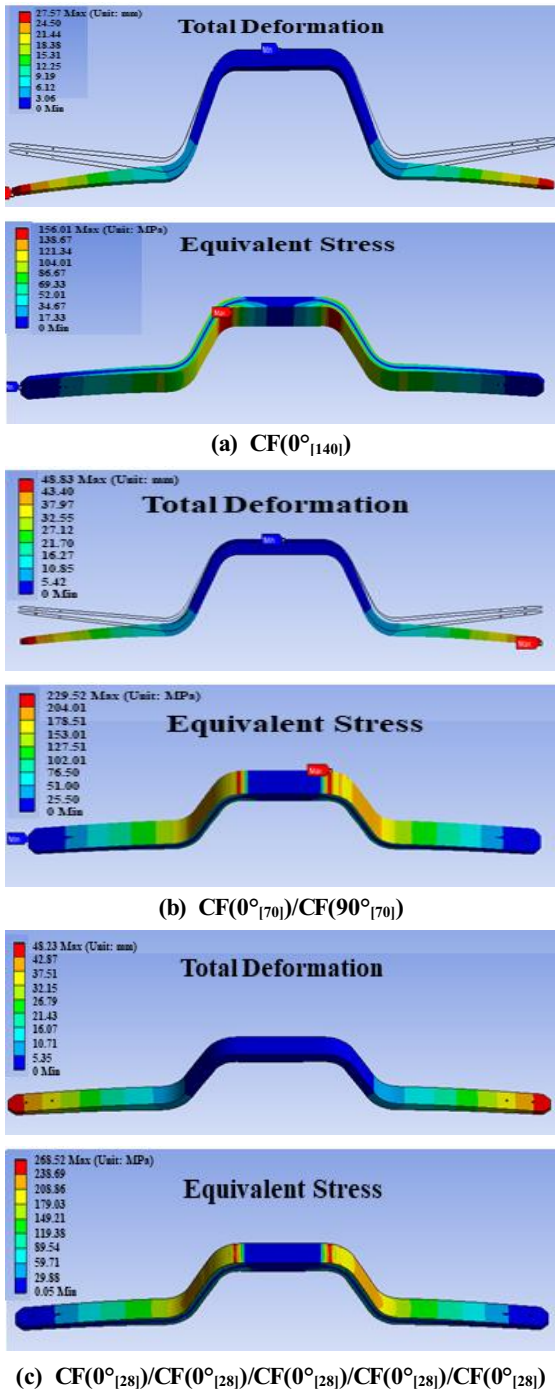 27.57 Max (Unit: mm)
24.50
21.44
18.38
15.31
12.25
9.19
6.12
3.06
0 Min
Total Deformation
Min
156.01 Max (Unit: MPa)
138.67
121.34
104.01
86.67
69.33
52.01
34.67
17.33
0 Min
Equivalent Stress
Max
(a) CF(0°[140])
48.83 Max (Unit: mm)
43.40
37.97
32.55
27.12
21.70
16.27
10.85
5.42
0 Min
Total Deformation
Min
Max
229.52 Max (Unit: MPa)
204.01
178.51
153.01
127.51
102.01
76.50
51.00
25.50
0 Min
Equivalent Stress
Max
Min
(b) CF(0°[70])/CF(90°[70])
48.23 Max (Unit: mm)
42.87
37.51
32.15
26.79
21.43
16.07
10.71
5.35
0 Min
Total Deformation
268.52 Max (Unit: MPa)
238.69
208.86
179.03
149.21
119.38
89.54
59.71
29.88
0.05 Min
Equivalent Stress
(c) CF(0°[28])/CF(0°[28])/CF(0°[28])/CF(0°[28])/CF(0°[28])